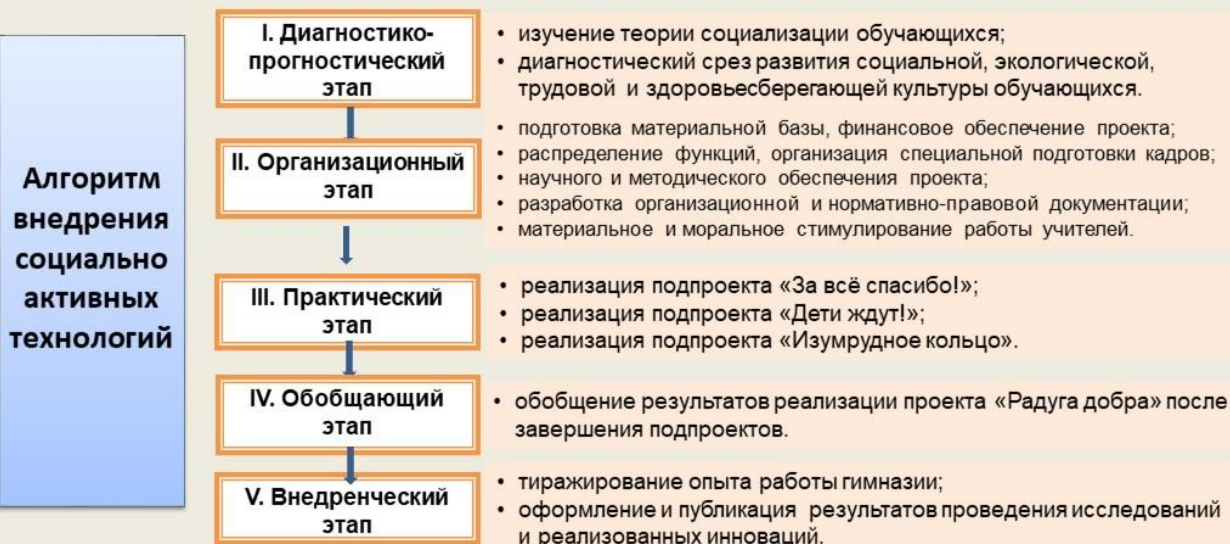 Алгоритм
внедрения
социально
активных
технологий
I. Диагностико-
прогностический
этап
• изучение теории социализации обучающихся;
• диагностический срез развития социальной, экологической,
трудовой и здоровьесберегающей культуры обучающихся.
II. Организационный
этап
• подготовка материальной базы, финансовое обеспечение проекта;
• распределение функций, организация специальной подготовки кадров;
• научного и методического обеспечения проекта;
• разработка организационной и нормативно-правовой документации;
• материальное и моральное стимулирование работы учителей.
III. Практический
этап
• реализация подпроекта «За всё спасибо!»;
• реализация подпроекта «Дети ждут!»;
• реализация подпроекта «Изумрудное кольцо».
IV. Обобщающий
этап
• обобщение результатов реализации проекта «Радуга добра» после
завершения подпроектов.
V. Внедренческий
этап
• тиражирование опыта работы гимназии;
• оформление и публикация результатов проведения исследований
и реализованных инноваций.